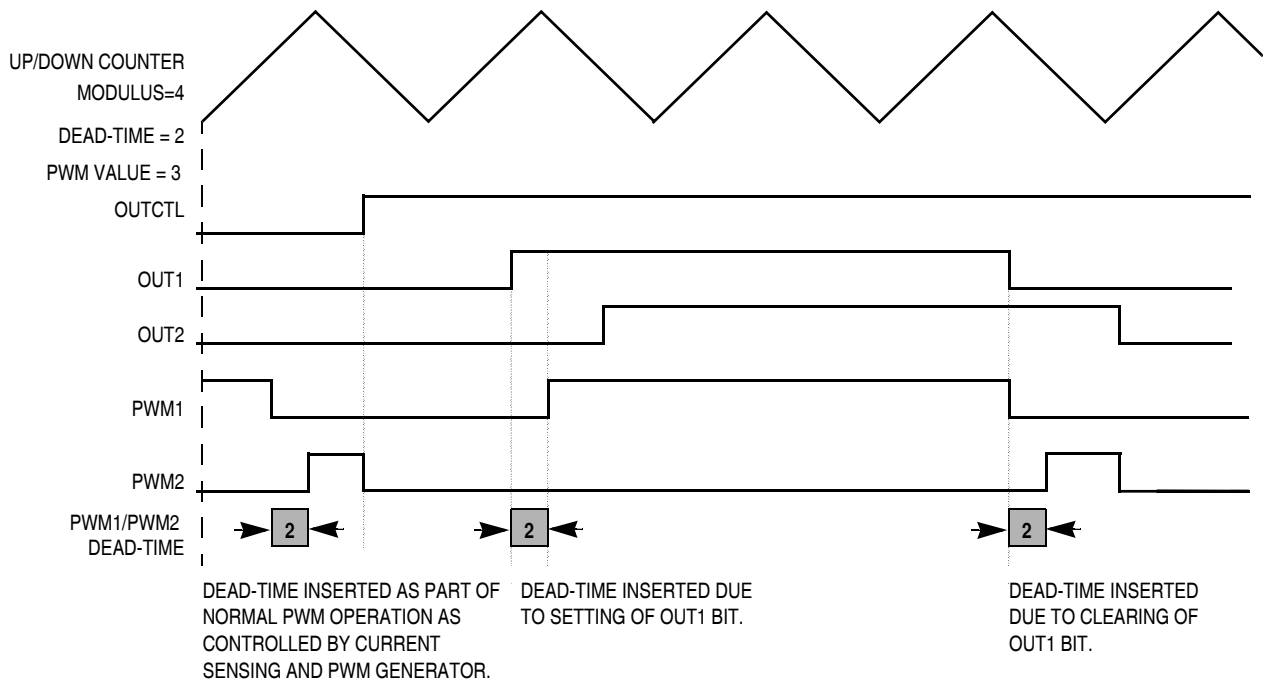 UP/DOWN COUNTER
MODULUS=4
DEAD-TIME = 2
PWM VALUE = 3
OUTCTL
OUT1
OUT2
PWM1
PWM2
PWM1/PWM2
DEAD-TIME
2
2
2
DEAD-TIME INSERTED AS PART OF
NORMAL PWM OPERATION AS
CONTROLLED BY CURRENT
SENSING AND PWM GENERATOR.
DEAD-TIME INSERTED DUE
TO SETTING OF OUT1 BIT.
DEAD-TIME INSERTED
DUE TO CLEARING OF
OUT1 BIT.